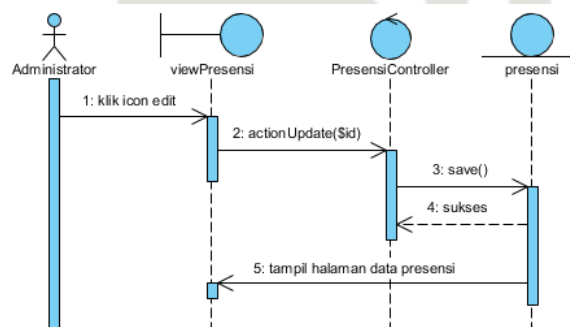 Administrator
viewPresensi
PresensiController
presensi
1: klik icon edit
2: actionUpdate($id)
3: save()
4: sukses
5: tampil halaman data presensi